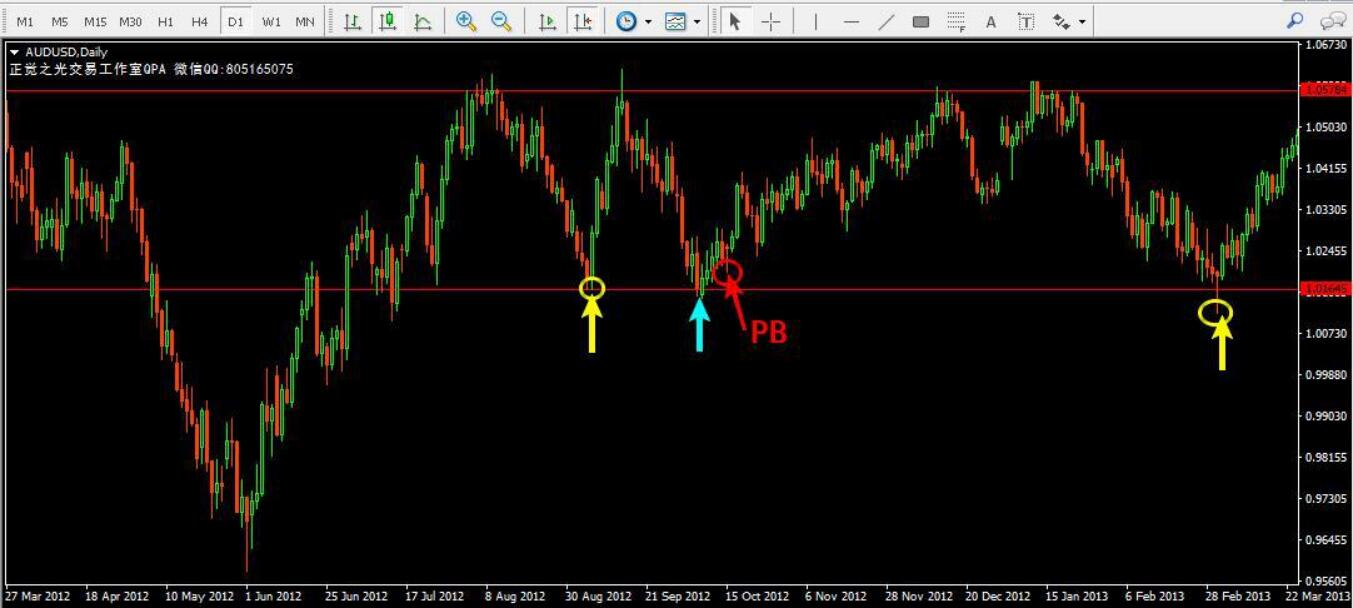 M1 M5 M15 M30 H1 H4 D1 W1 MN A T
AUDUSD,Daily
正觉之光交易工作室QPA 微信QQ:805165075
1.06730
1.05784
1.05030
1.04155
1.03305
1.02455
1.01645
PB
1.00730
0.99880
0.99030
0.98155
0.97305
0.96455
0.95605
27 Mar 2012 18 Apr 2012 10 May 2012 1 Jun 2012 25 Jun 2012 17 Jul 2012 8 Aug 2012 30 Aug 2012 21 Sep 2012 15 Oct 2012 6 Nov 2012 28 Nov 2012 20 Dec 2012 15 Jan 2013 6 Feb 2013 28 Feb 2013 22 Mar 2013